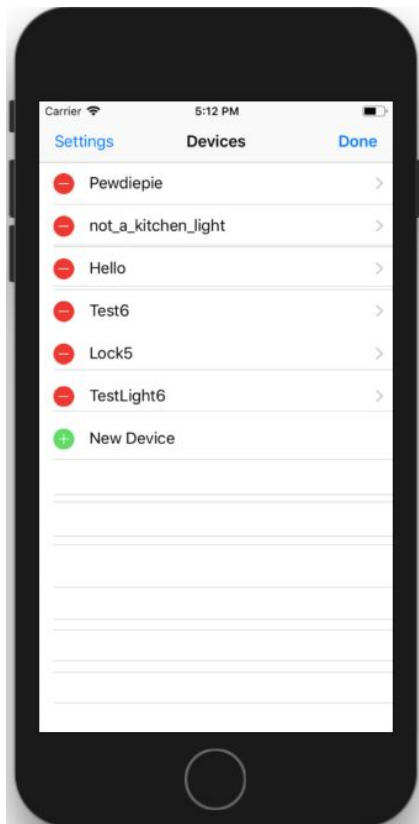 Carrier 5:12 PM
Settings Devices Done
Pewdiepie
not_a_kitchen_light
Hello
Test6
Lock5
TestLight6
New Device